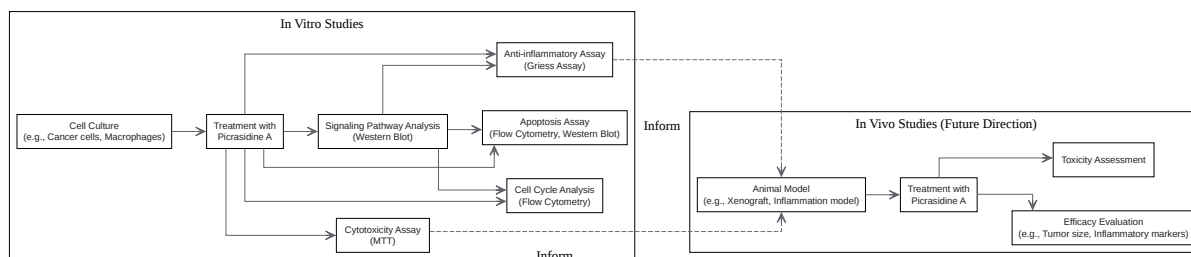 In Vitro Studies
Anti-inflammatory Assay
(Griess Assay)
Cell Culture
(e.g., Cancer cells, Macrophages)
Treatment with
Picrasidine A
Signaling Pathway Analysis
(Western Blot)
Apoptosis Assay
(Flow Cytometry, Western Blot)
Cell Cycle Analysis
(Flow Cytometry)
Cytotoxicity Assay
(MTT)
Inform
Inform
In Vivo Studies (Future Direction)
Animal Model
(e.g., Xenograft, Inflammation model)
Treatment with
Picrasidine A
Toxicity Assessment
Efficacy Evaluation
(e.g., Tumor size, Inflammatory markers)